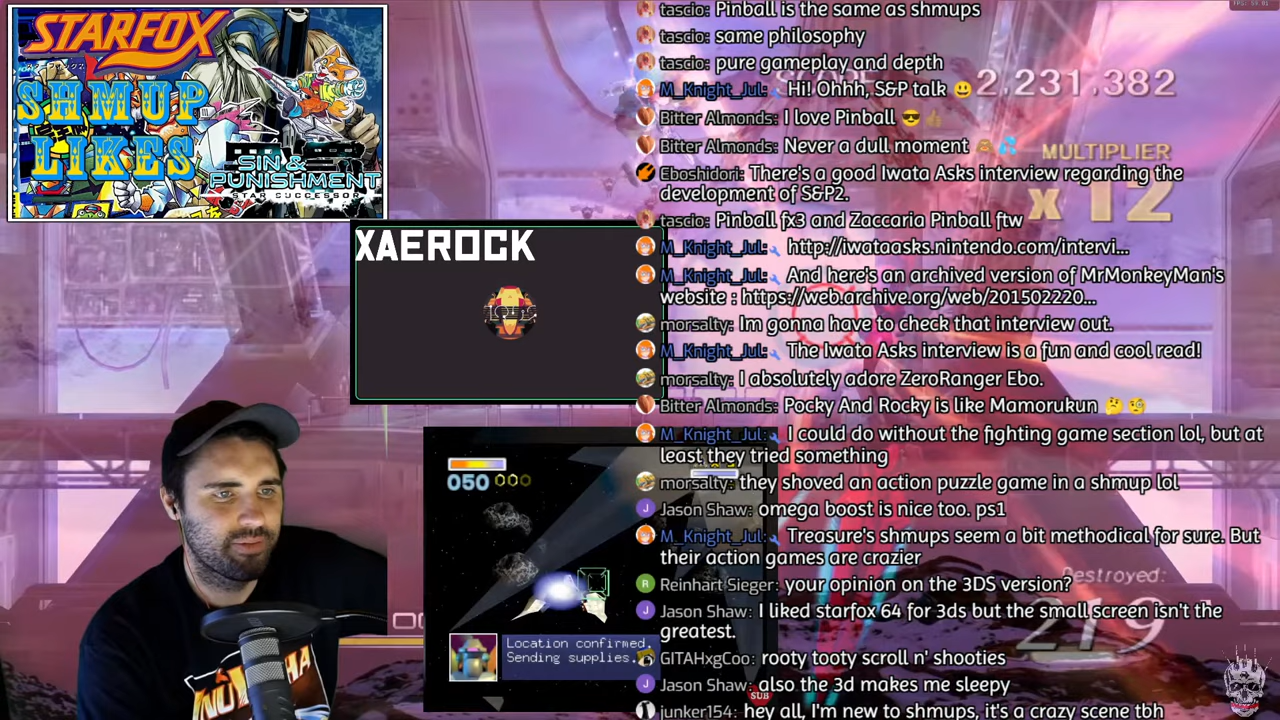 STARFOX
SHMUP
LIKES
SIN &
PUNISHMENT
STAR SUCCESSOR
XAEROCK
050
Location confirmed.
Sending supplies.
2,231,382
MULTIPLIER
x 12
Destroyed:
219
SUB
tascio: Pinball is the same as shmups
tascio: same philosophy
tascio: pure gameplay and depth
M_Knight_Jul: Hi! Ohhh, S&P talk 😃
Bitter Almonds: I love Pinball 😎👍
Bitter Almonds: Never a dull moment
Eboshidori: There's a good Iwata Asks interview regarding the
development of S&P2.
tascio: Pinball fx3 and Zaccaria Pinball ftw
M_Knight_Jul: http://iwataasks.nintendo.com/intervi...
M_Knight_Jul: And here's an archived version of MrMonkeyMan's
website : https://web.archive.org/web/201502220...
morsalty: Im gonna have to check that interview out.
M_Knight_Jul: The Iwata Asks interview is a fun and cool read!
morsalty: I absolutely adore ZeroRanger Ebo.
Bitter Almonds: Pocky And Rocky is like Mamorukun 🤔🧐
M_Knight_Jul: I could do without the fighting game section lol, but at
least they tried something
morsalty: they shoved an action puzzle game in a shmup lol
Jason Shaw: omega boost is nice too. ps1
M_Knight_Jul: Treasure's shmups seem a bit methodical for sure. But
their action games are crazier
Reinhart Sieger: your opinion on the 3DS version?
Jason Shaw: I liked starfox 64 for 3ds but the small screen isn't the
greatest.
GITAHxgCoo: rooty tooty scroll n' shooties
Jason Shaw: also the 3d makes me sleepy
junker154: hey all, I'm new to shmups, it's a crazy scene tbh